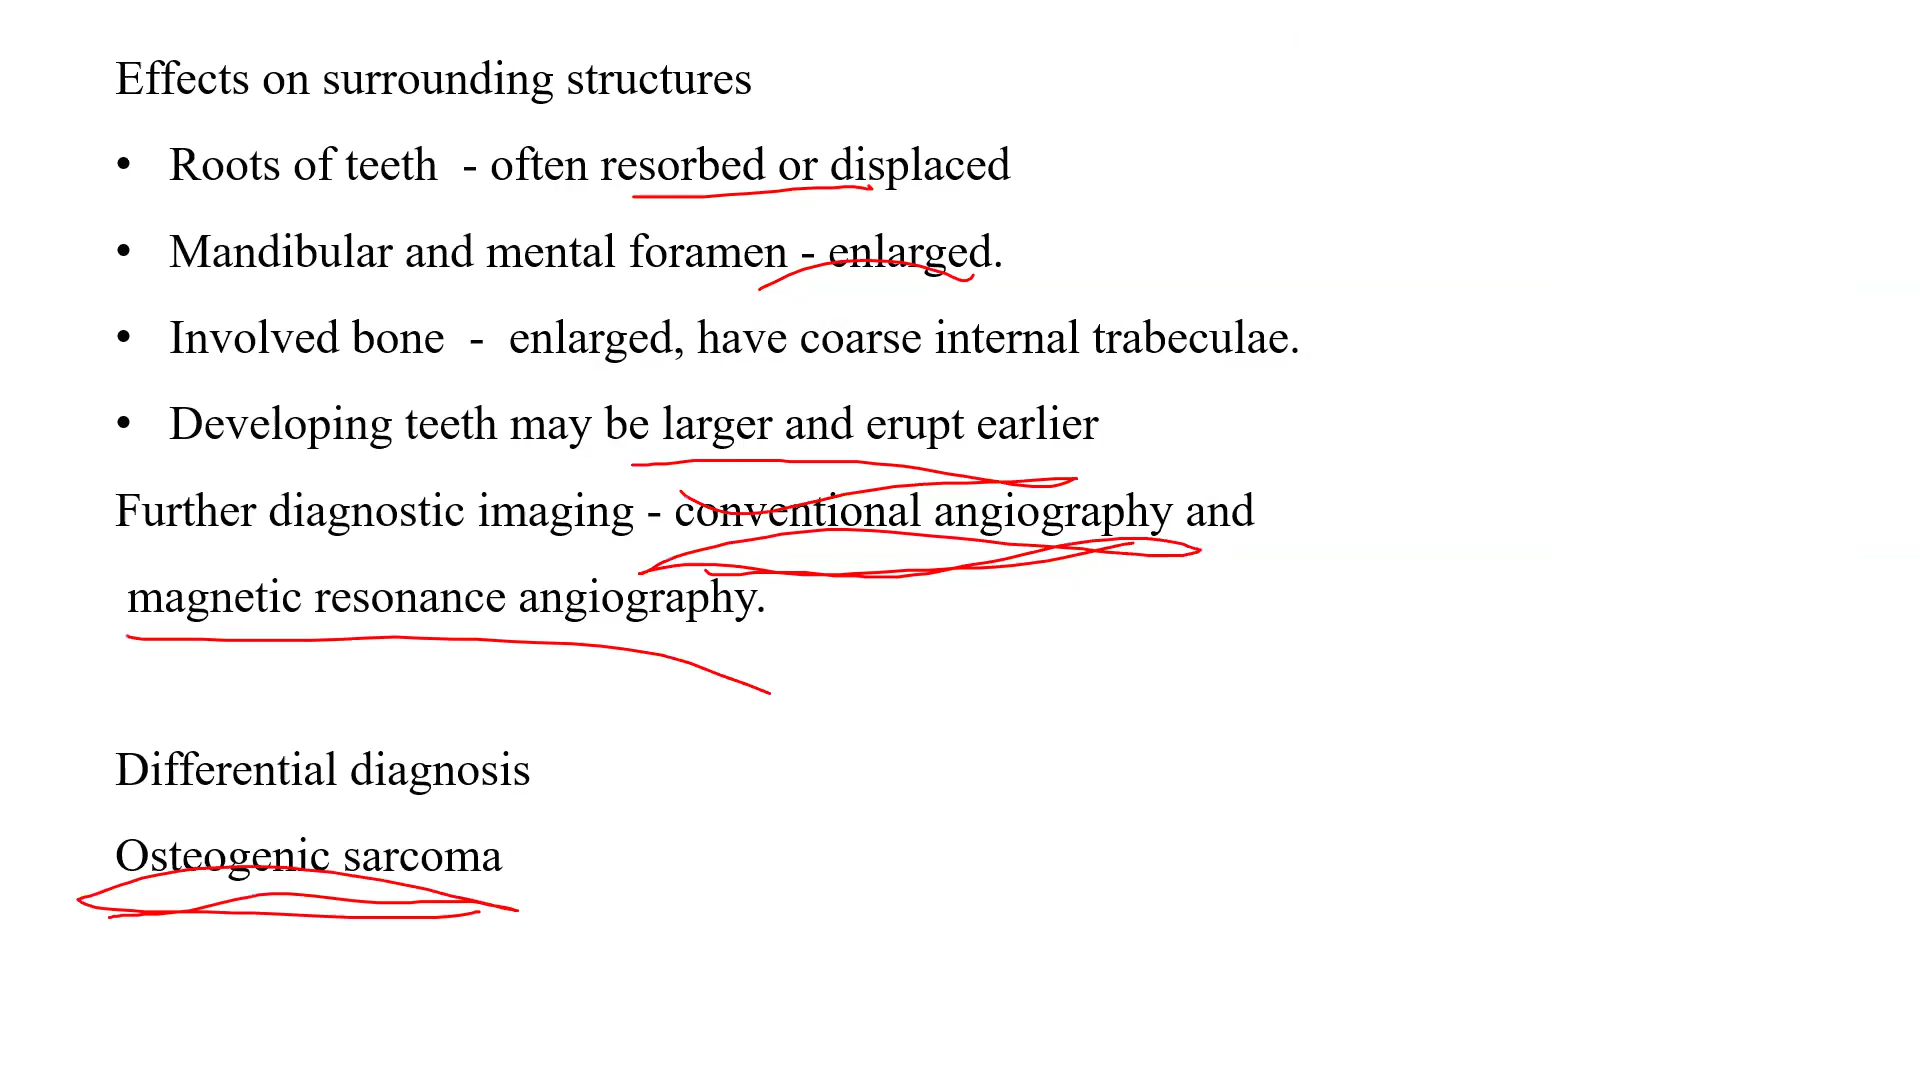 Effects on surrounding structures
• Roots of teeth - often resorbed or displaced
• Mandibular and mental foramen - enlarged.
• Involved bone - enlarged, have coarse internal trabeculae.
• Developing teeth may be larger and erupt earlier
Further diagnostic imaging - conventional angiography and
magnetic resonance angiography.
Differential diagnosis
Osteogenic sarcoma